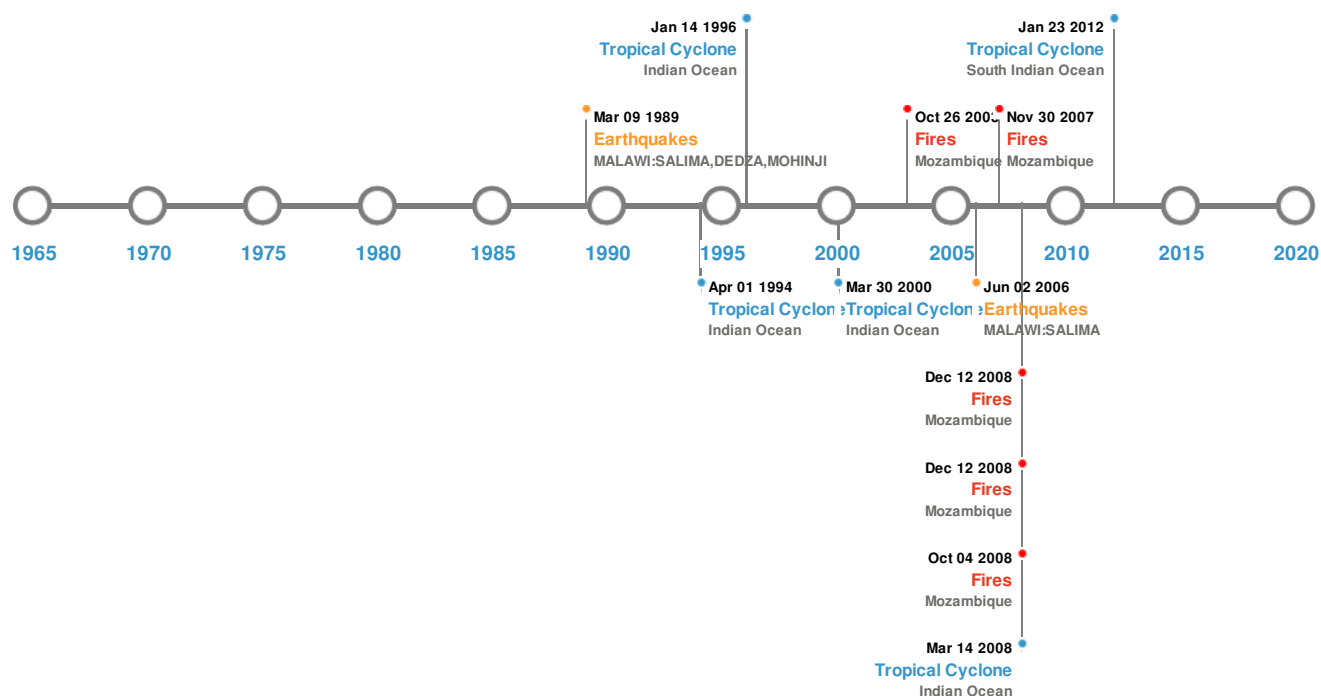 Jan 14 1996
Tropical Cyclone
Indian Ocean
Jan 23 2012
Tropical Cyclone
South Indian Ocean
Mar 09 1989
Earthquakes
MALAWI:SALIMA,DEDZA,MOHINJI
Oct 26 2003
Fires
Mozambique
Nov 30 2007
Fires
Mozambique
1965 1970 1975 1980 1985 1990 1995 2000 2005 2010 2015 2020
Apr 01 1994
Tropical Cyclone
Indian Ocean
Mar 30 2000
Tropical Cyclone
Indian Ocean
Jun 02 2006
Earthquakes
MALAWI:SALIMA
Dec 12 2008
Fires
Mozambique
Dec 12 2008
Fires
Mozambique
Oct 04 2008
Fires
Mozambique
Mar 14 2008
Tropical Cyclone
Indian Ocean